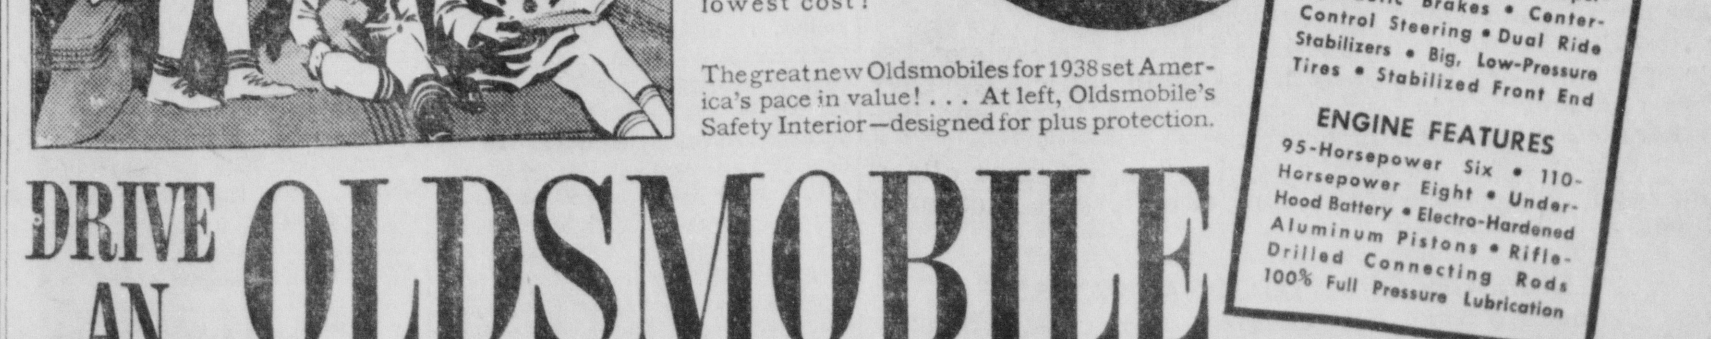 lowest cost!
The great new Oldsmobiles for 1938 set Amer-
ica's pace in value! . . . At left, Oldsmobile's
Safety Interior—designed for plus protection.
DRIVE
AN
OLDSMOBILE
Brakes • Center-
Control Steering • Dual Ride
Stabilizers • Big, Low-Pressure
Tires • Stabilized Front End
ENGINE FEATURES
95-Horsepower Six • 110-
Horsepower Eight • Under-
Hood Battery • Electro-Hardened
Aluminum Pistons • Rifle-
Drilled Connecting Rods
100% Full Pressure Lubrication